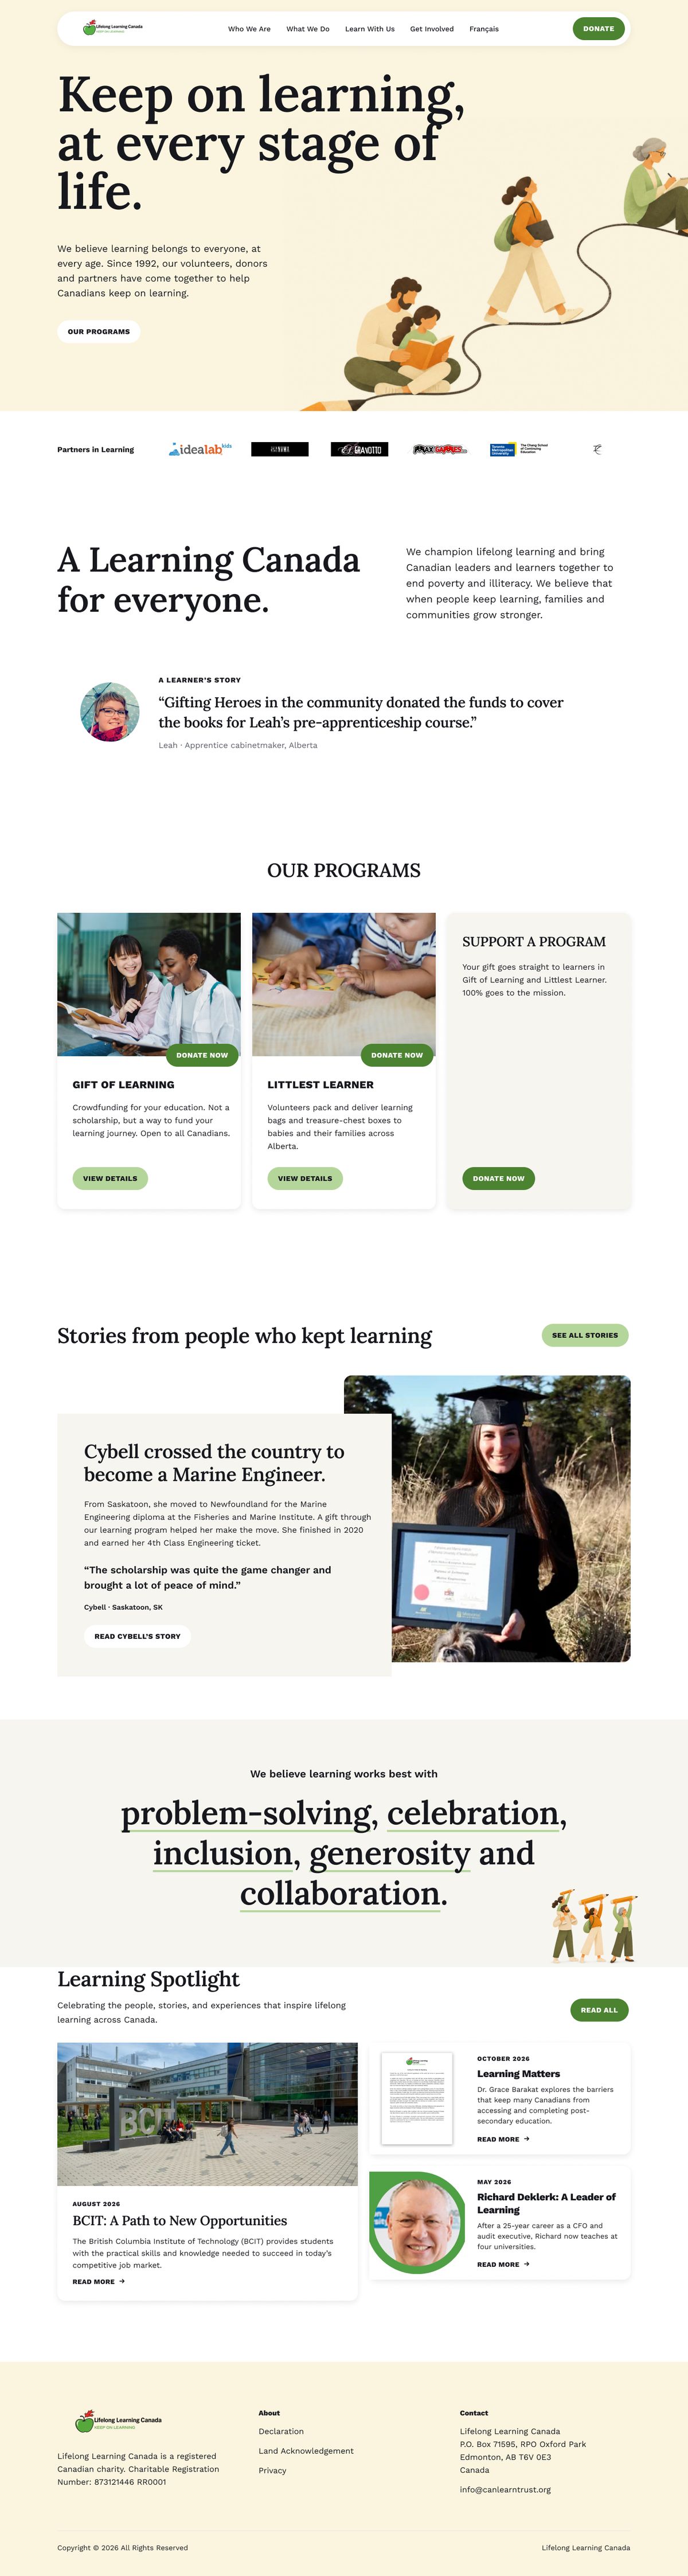 Lifelong Learning Canada
KEEP ON LEARNING
Who We Are
What We Do
Learn With Us
Get Involved
Français
DONATE
Keep on learning,
at every stage of
life.
We believe learning belongs to everyone, at
every age. Since 1992, our volunteers, donors
and partners have come together to help
Canadians keep on learning.
OUR PROGRAMS
Partners in Learning
idealab kids
GRAVOTTO
MAX GAMES
Toronto
Metropolitan
University
The Chang School
of Continuing
Education
A Learning Canada
for everyone.
We champion lifelong learning and bring
Canadian leaders and learners together to
end poverty and illiteracy. We believe that
when people keep learning, families and
communities grow stronger.
A LEARNER'S STORY
“Gifting Heroes in the community donated the funds to cover
the books for Leah’s pre-apprenticeship course.”
Leah · Apprentice cabinetmaker, Alberta
OUR PROGRAMS
DONATE NOW
GIFT OF LEARNING
Crowdfunding for your education. Not a
scholarship, but a way to fund your
learning journey. Open to all Canadians.
VIEW DETAILS
DONATE NOW
LITTLEST LEARNER
Volunteers pack and deliver learning
bags and treasure-chest boxes to
babies and their families across
Alberta.
VIEW DETAILS
SUPPORT A PROGRAM
Your gift goes straight to learners in
Gift of Learning and Littlest Learner.
100% goes to the mission.
DONATE NOW
Stories from people who kept learning
SEE ALL STORIES
Cybell crossed the country to
become a Marine Engineer.
From Saskatoon, she moved to Newfoundland for the Marine
Engineering diploma at the Fisheries and Marine Institute. A gift through
our learning program helped her make the move. She finished in 2020
and earned her 4th Class Engineering ticket.
“The scholarship was quite the game changer and
brought a lot of peace of mind.”
Cybell · Saskatoon, SK
READ CYBELL’S STORY
We believe learning works best with
problem-solving, celebration,
inclusion, generosity and
collaboration.
Learning Spotlight
Celebrating the people, stories, and experiences that inspire lifelong
learning across Canada.
READ ALL
BCIT
AUGUST 2026
BCIT: A Path to New Opportunities
The British Columbia Institute of Technology (BCIT) provides students
with the practical skills and knowledge needed to succeed in today’s
competitive job market.
READ MORE →
OCTOBER 2026
Learning Matters
Dr. Grace Barakat explores the barriers
that keep many Canadians from
accessing and completing post-
secondary education.
READ MORE →
MAY 2026
Richard Deklerk: A Leader of
Learning
After a 25-year career as a CFO and
audit executive, Richard now teaches at
four universities.
READ MORE →
Lifelong Learning Canada
KEEP ON LEARNING
Lifelong Learning Canada is a registered
Canadian charity. Charitable Registration
Number: 873121446 RR0001
About
Declaration
Land Acknowledgement
Privacy
Contact
Lifelong Learning Canada
P.O. Box 71595, RPO Oxford Park
Edmonton, AB T6V 0E3
Canada
info@canlearntrust.org
Copyright © 2026 All Rights Reserved
Lifelong Learning Canada